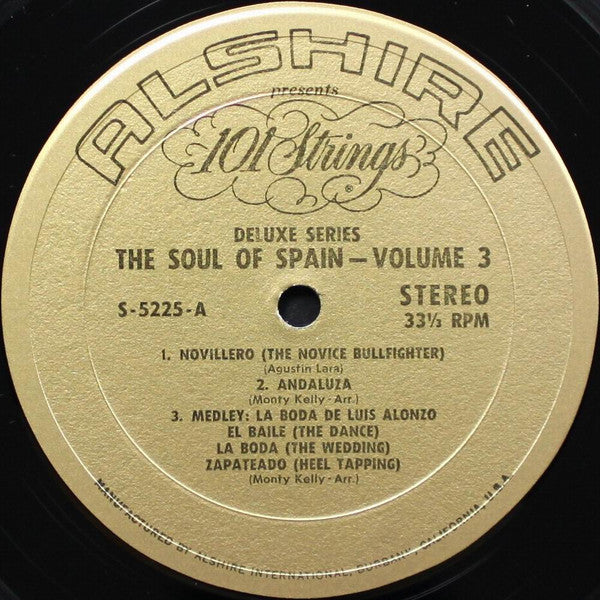 ALSHIRE
presents
101 Strings
®
DELUXE SERIES
THE SOUL OF SPAIN — VOLUME 3
S-5225-A
STEREO
33⅓ RPM
1. NOVILLERO (THE NOVICE BULLFIGHTER)
(Agustin Lara)
2. ANDALUZA
(Monty Kelly - Arr.)
3. MEDLEY: LA BODA DE LUIS ALONZO
EL BAILE (THE DANCE)
LA BODA (THE WEDDING)
ZAPATEADO (HEEL TAPPING)
(Monty Kelly - Arr.)
MANUFACTURED BY ALSHIRE INTERNATIONAL, BURBANK, CALIFORNIA, U.S.A.